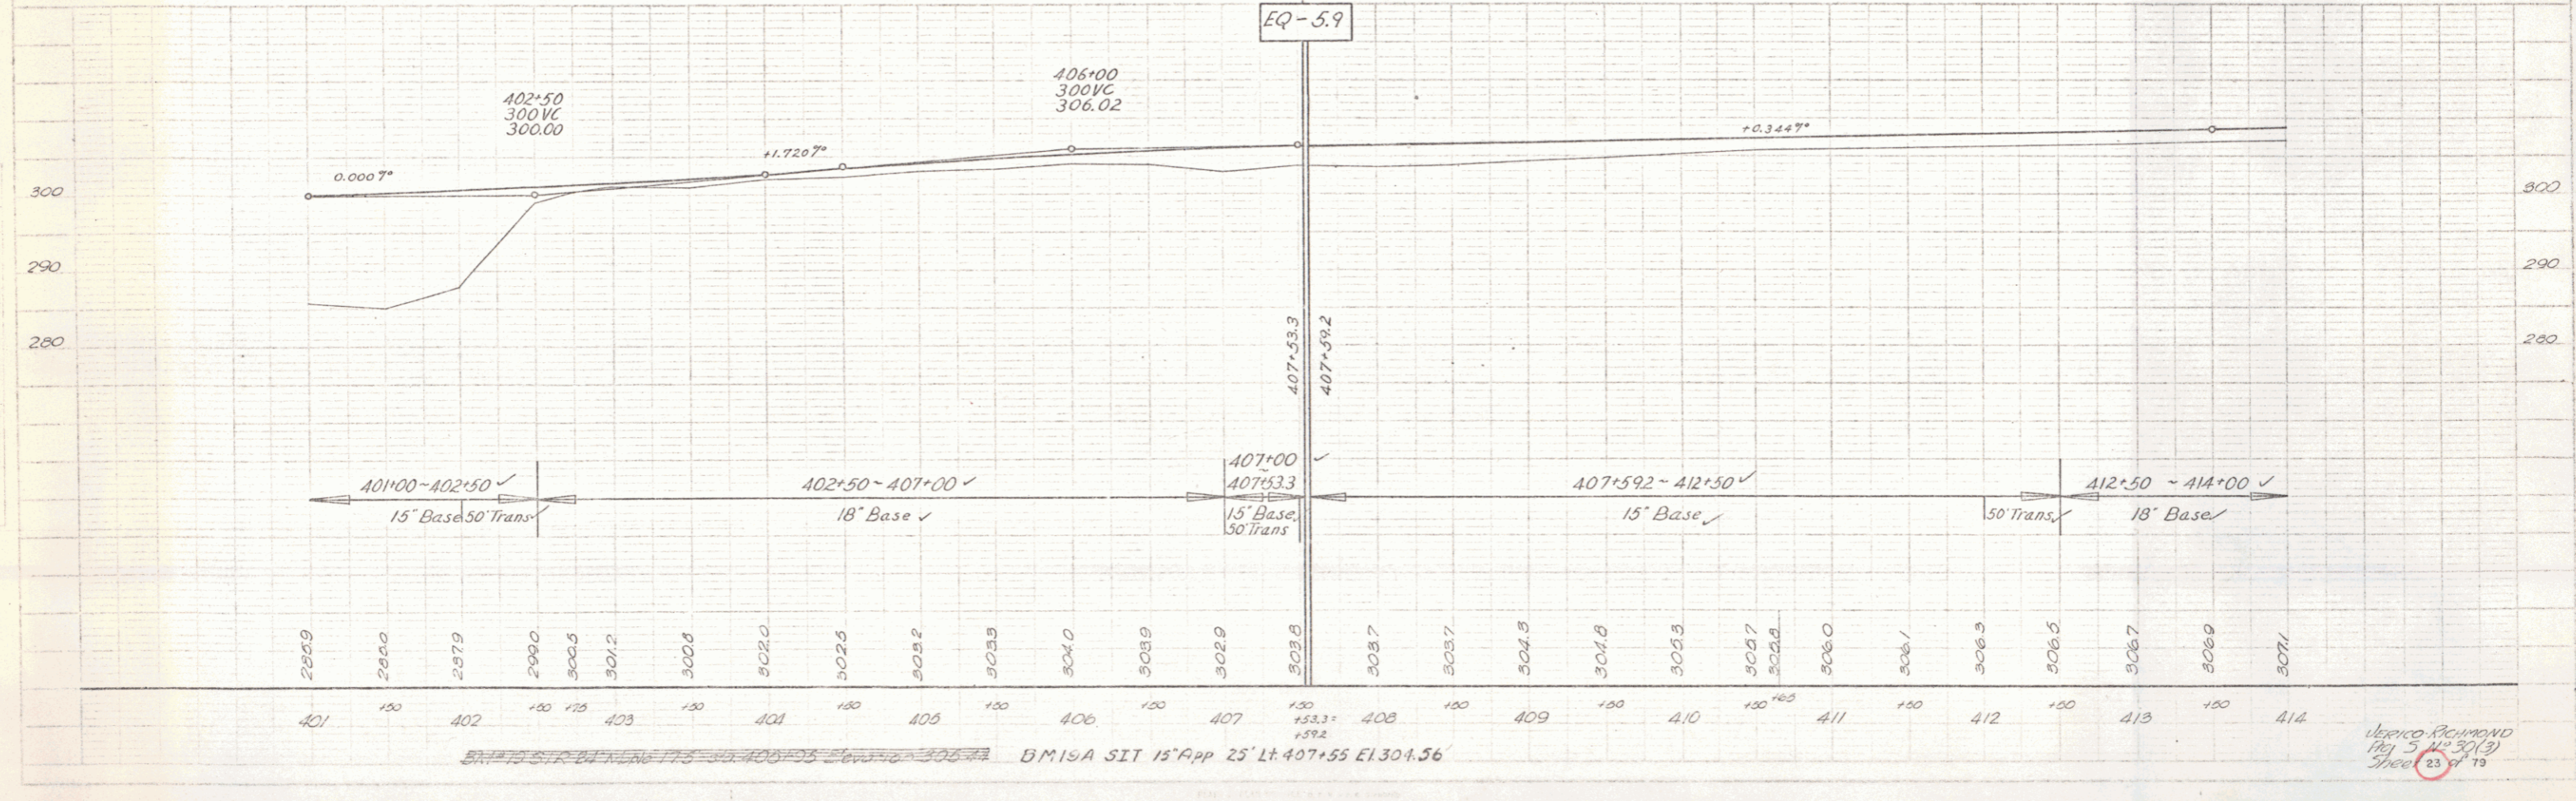 EQ-5.9
402+50
300 VC
300.00
406+00
300VC
306.02
0.000%
+1.720%
+0.344%
300
290
280
300
290
280
407+53.3
407+59.2
401+00~402+50 ✓
15" Base 50' Trans ✓
402+50~407+00 ✓
18" Base ✓
407+00 ✓
~
407+53.3
15" Base
50' Trans
407+59.2~412+50 ✓
15" Base ✓
50' Trans ✓
412+50 ~414+00 ✓
18" Base ✓
285.9 285.0 287.9 299.0 300.5 301.2 300.8 302.0 302.5 303.2 303.3 304.0 303.9 302.9 303.8 303.7 303.7 304.3 304.8 305.3 305.7 305.8 306.0 306.1 306.3 306.5 306.7 306.9 307.1
401 +50 402 +50 +75 403 +50 404 +50 405 +50 406 +50 407 +50 408 +50 409 +50 410 +50 +65 411 +50 412 +50 413 +50 414
+53.3=
+59.2
BM19A SIT 15"App 25' Lt. 407+55 El.304.56
JERICO-RICHMOND
Proj S Nº 30(3)
Sheet 23 of 79